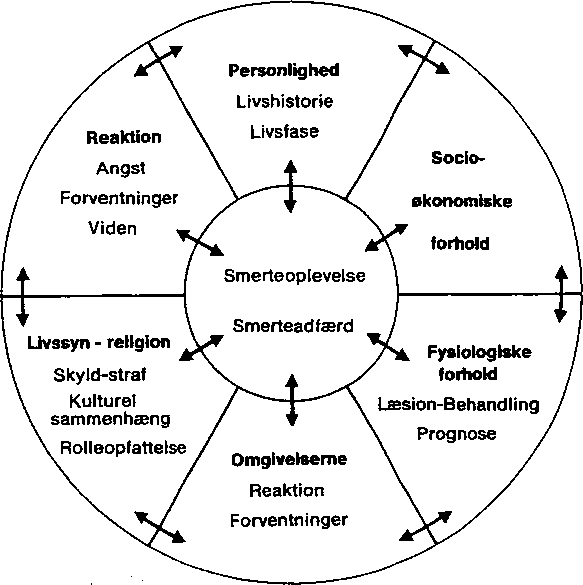 Personlighed
Livshistorie
Livsfase
Reaktion
Angst
Forventninger
Viden
Socio-
økonomiske
forhold
Smerteoplevelse
Smerteadfærd
Livssyn - religion
Skyld-straf
Kulturel
sammenhæng
Rolleopfattelse
Fysiologiske
forhold
Læsion-Behandling
Prognose
Omgivelserne
Reaktion
Forventninger